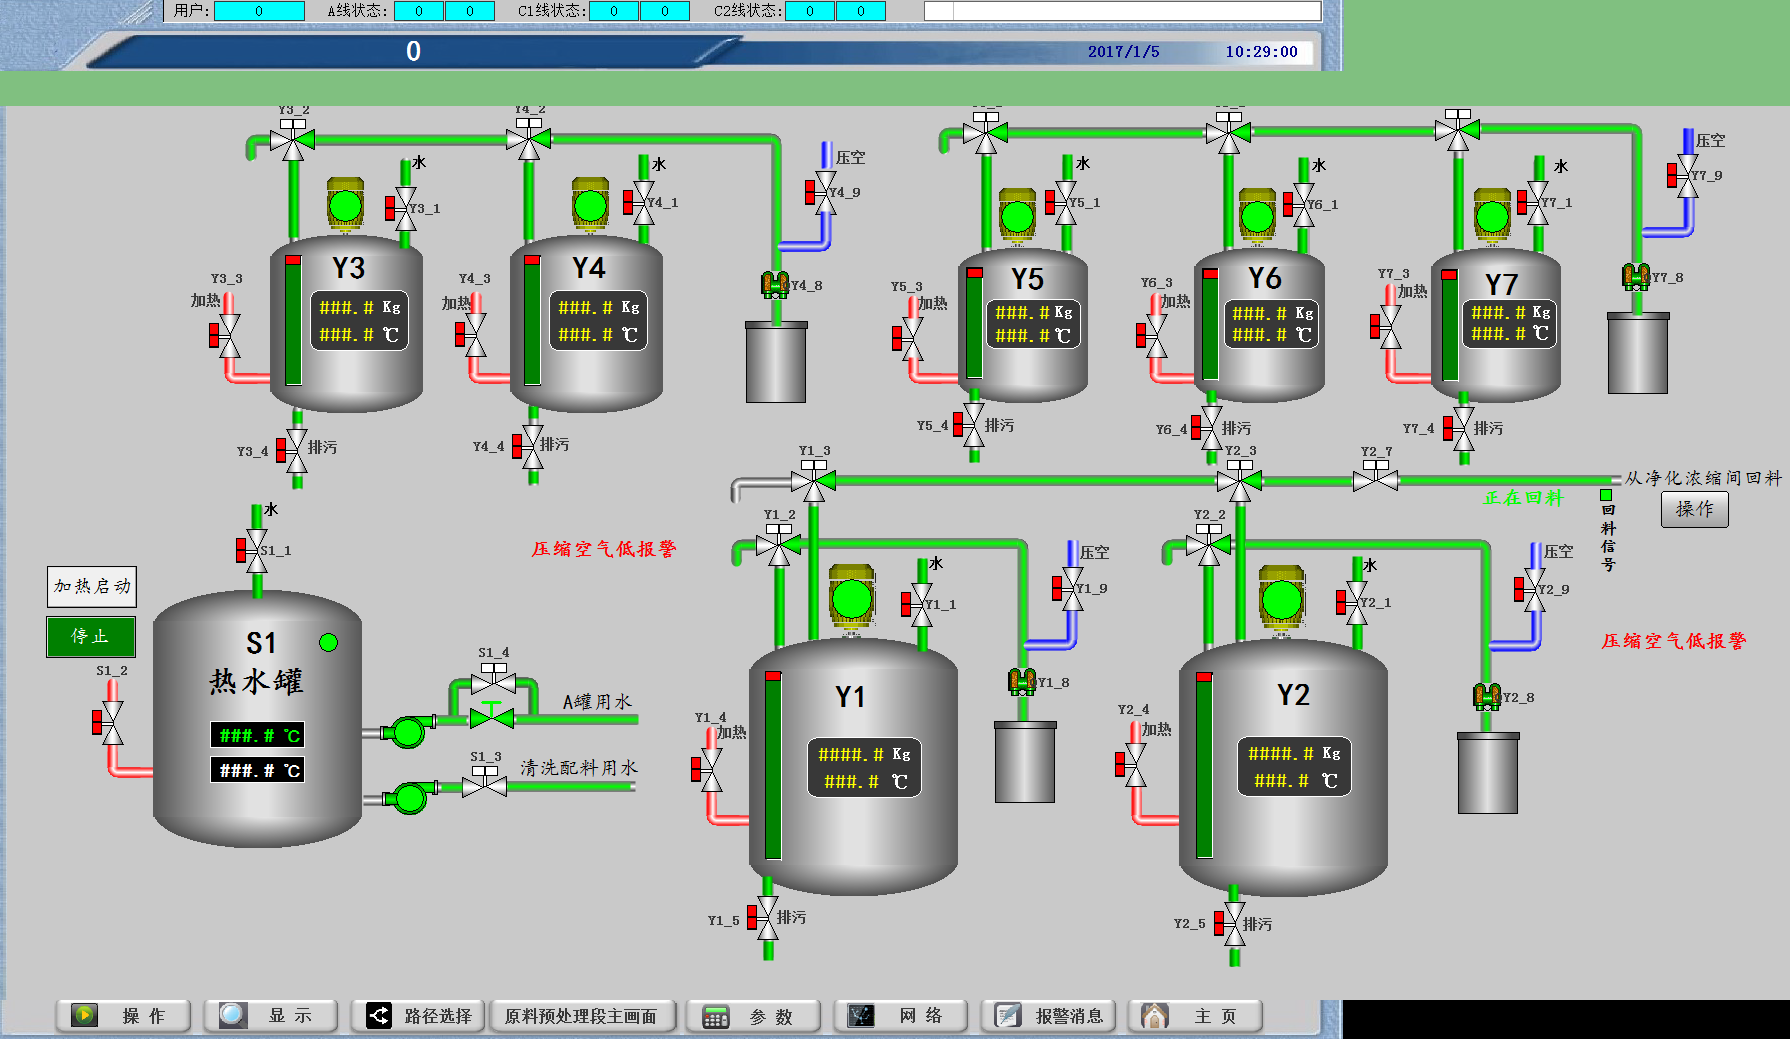 用户: 0 A线状态: 0 0 C1线状态: 0 0 C2线状态: 0 0
0 2017/1/5 10:29:00
Y3_2 Y4_2
水 水 压空 水 水 水 压空
Y3_1 Y4_1 Y4_9 Y5_1 Y6_1 Y7_1 Y7_9
Y3 Y4 Y5 Y6 Y7
Y3_3 加热 Y4_3 加热 Y4_8 Y5_3 加热 Y6_3 加热 Y7_3 加热 Y7_8
###.# Kg ###.# Kg ###.# Kg ###.# Kg ###.# Kg
###.# ℃ ###.# ℃ ###.# ℃ ###.# ℃ ###.# ℃
Y3_4 排污 Y4_4 排污 Y5_4 排污 Y6_4 排污 Y7_4 排污
Y1_3 Y2_3 Y2_7
从净化浓缩间回料
正在回料
回料信号
操作
水
S1_1
压缩空气低报警
Y1_2 Y2_2
水 压空 水 压空
Y1_1 Y1_9 Y2_1 Y2_9
压缩空气低报警
加热启动
停止
S1
热水罐
S1_2
###.# ℃
###.# ℃
S1_4
A罐用水
S1_3
清洗配料用水
Y1 Y2
Y1_8 Y2_8
Y1_4 加热 Y2_4 加热
####.# Kg ####.# Kg
###.# ℃ ###.# ℃
Y1_5 排污 Y2_5 排污
操 作 显 示 路径选择 原料预处理段主画面 参 数 网 络 报警消息 主 页